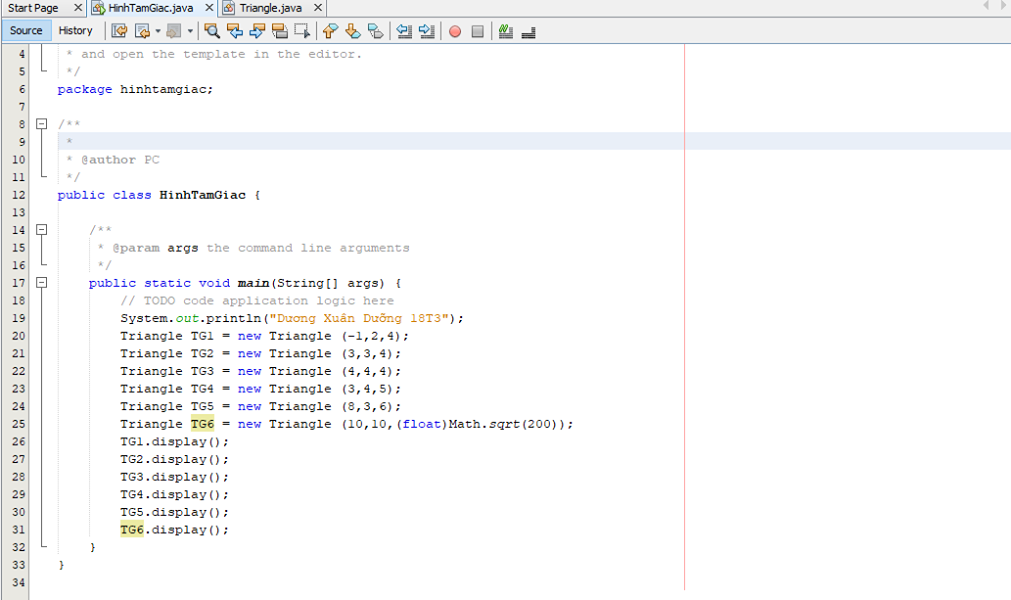 Start Page HinhTamGiac.java Triangle.java
Source History
4 * and open the template in the editor.
5 */
6 package hinhtamgiac;
7
8 /**
9 *
10 * @author PC
11 */
12 public class HinhTamGiac {
13
14 /**
15 * @param args the command line arguments
16 */
17 public static void main(String[] args) {
18 // TODO code application logic here
19 System.out.println("Dương Xuân Dưỡng 18T3");
20 Triangle TG1 = new Triangle (-1,2,4);
21 Triangle TG2 = new Triangle (3,3,4);
22 Triangle TG3 = new Triangle (4,4,4);
23 Triangle TG4 = new Triangle (3,4,5);
24 Triangle TG5 = new Triangle (8,3,6);
25 Triangle TG6 = new Triangle (10,10,(float)Math.sqrt(200));
26 TG1.display();
27 TG2.display();
28 TG3.display();
29 TG4.display();
30 TG5.display();
31 TG6.display();
32 }
33 }
34